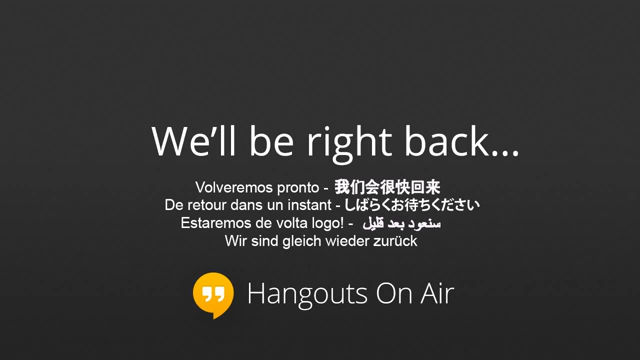 We'll be right back...
Volveremos pronto - 我们会很快回来
De retour dans un instant - しばらくお待ちください
Estaremos de volta logo! - سنعود بعد قليل
Wir sind gleich wieder zurück
Hangouts On Air